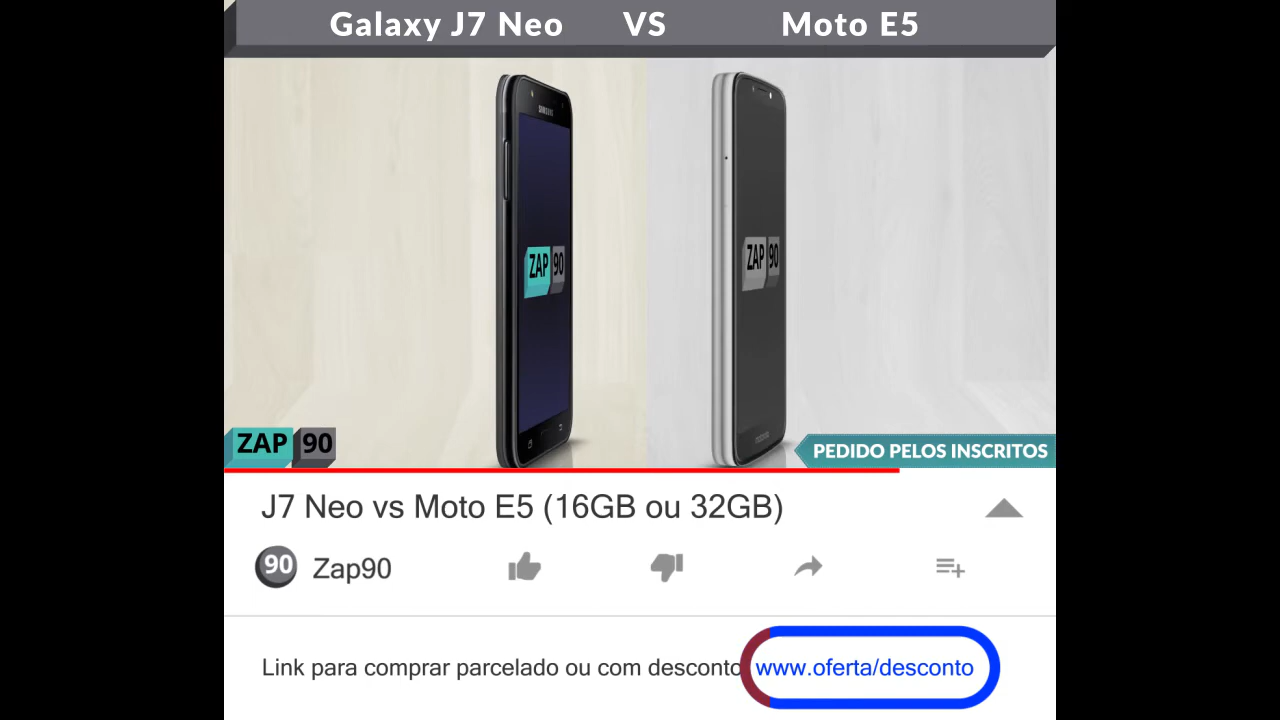 Galaxy J7 Neo VS Moto E5
SAMSUNG
ZAP 90
ZAP 90
motorola
ZAP 90
PEDIDO PELOS INSCRITOS
J7 Neo vs Moto E5 (16GB ou 32GB)
90 Zap90
Link para comprar parcelado ou com desconto www.oferta/desconto